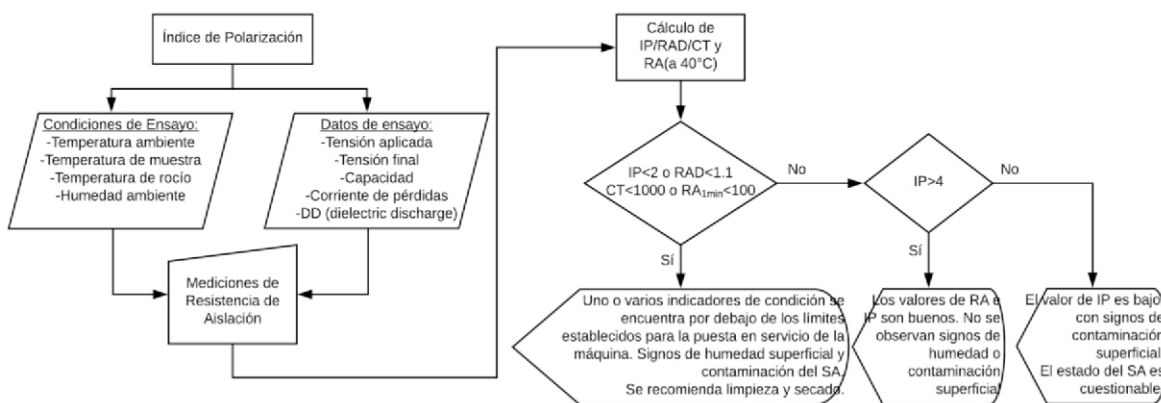 Índice de Polarización
Condiciones de Ensayo:
-Temperatura ambiente
-Temperatura de muestra
-Temperatura de rocío
-Humedad ambiente
Datos de ensayo:
-Tensión aplicada
-Tensión final
-Capacidad
-Corriente de pérdidas
-DD (dielectric discharge)
Mediciones de
Resistencia de
Aislación
Cálculo de
IP/RAD/CT y
RA(a 40°C)
IP<2 o RAD<1.1
CT<1000 o RA1min<100
No
IP>4
No
Sí
Sí
Uno o varios indicadores de condición se
encuentra por debajo de los límites
establecidos para la puesta en servicio de la
máquina. Signos de humedad superficial y
contaminación del SA.
Se recomienda limpieza y secado.
Los valores de RA e
IP son buenos. No se
observan signos de
humedad o
contaminación
superficial
El valor de IP es bajo,
con signos de
contaminación
superficial.
El estado del SA es
cuestionable.